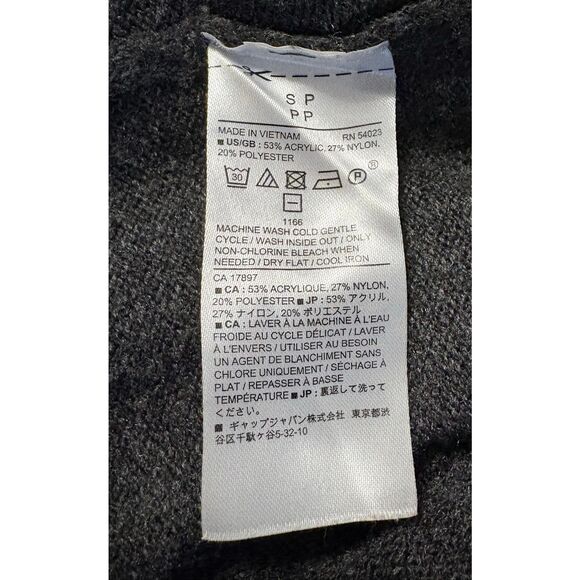 S P
P P
MADE IN VIETNAM RN 54023
■ US/GB : 53% ACRYLIC, 27% NYLON,
20% POLYESTER
30 P ®
1166
MACHINE WASH COLD GENTLE
CYCLE / WASH INSIDE OUT / ONLY
NON-CHLORINE BLEACH WHEN
NEEDED / DRY FLAT / COOL IRON
CA 17897
■ CA : 53% ACRYLIQUE, 27% NYLON,
20% POLYESTER ■ JP : 53% アクリル,
27% ナイロン, 20% ポリエステル
■ CA : LAVER À LA MACHINE À L'EAU
FROIDE AU CYCLE DÉLICAT / LAVER
À L'ENVERS / UTILISER AU BESOIN
UN AGENT DE BLANCHIMENT SANS
CHLORE UNIQUEMENT / SÉCHAGE À
PLAT / REPASSER À BASSE
TEMPÉRATURE ■ JP : 裏返して洗って
ください。
■ ギャップジャパン株式会社 東京都渋
谷区千駄ヶ谷5-32-10